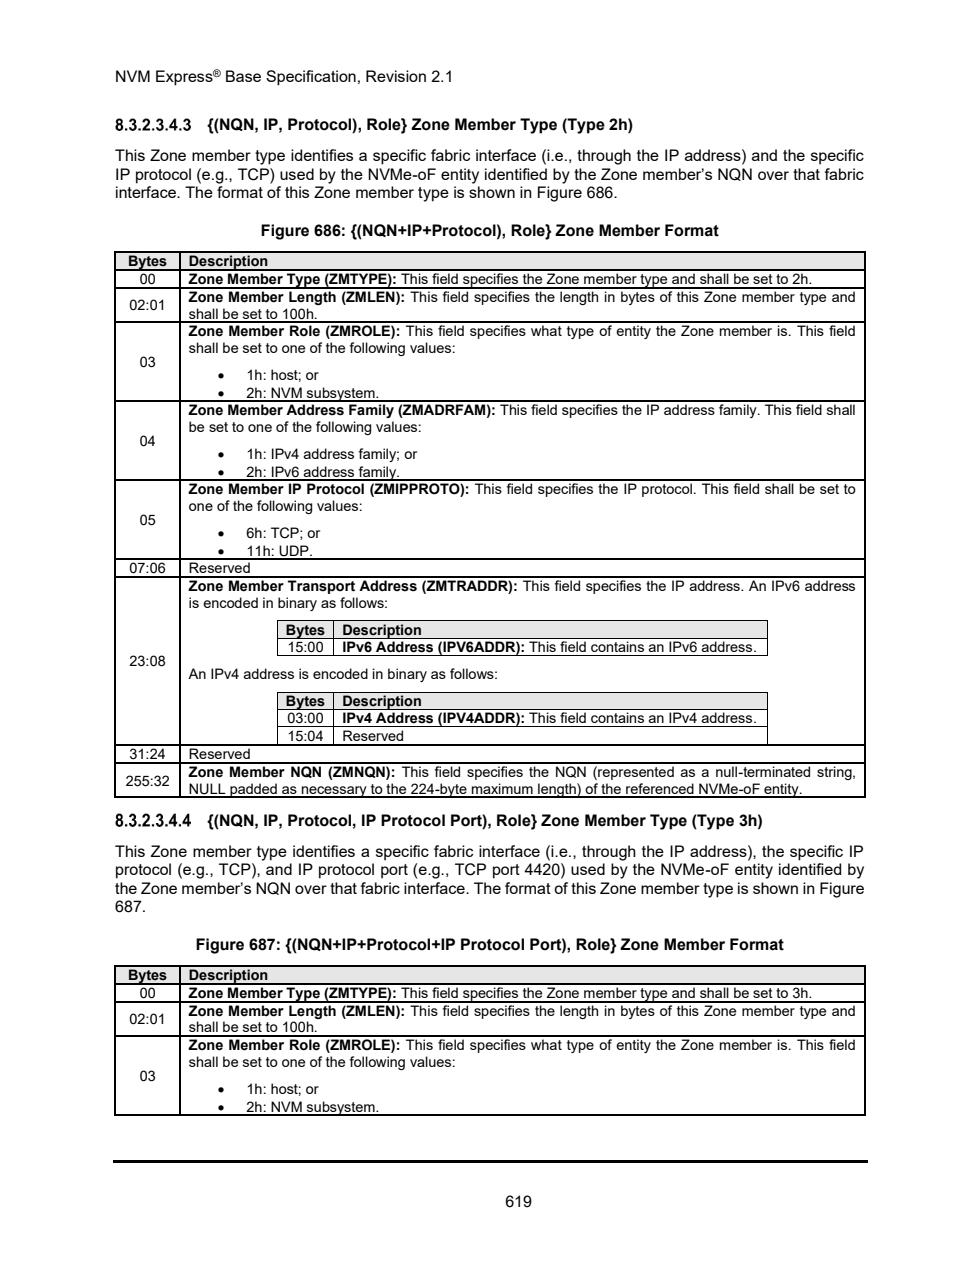 NVM Express® Base Specification, Revision 2.1
8.3.2.3.4.3 {(NQN, IP, Protocol), Role} Zone Member Type (Type 2h)
This Zone member type identifies a specific fabric interface (i.e., through the IP address) and the specific
IP protocol (e.g., TCP) used by the NVMe-oF entity identified by the Zone member’s NQN over that fabric
interface. The format of this Zone member type is shown in Figure 686.
Figure 686: {(NQN+IP+Protocol), Role} Zone Member Format
Bytes Description
00 Zone Member Type (ZMTYPE): This field specifies the Zone member type and shall be set to 2h.
02:01 Zone Member Length (ZMLEN): This field specifies the length in bytes of this Zone member type and
shall be set to 100h.
03 Zone Member Role (ZMROLE): This field specifies what type of entity the Zone member is. This field
shall be set to one of the following values:
• 1h: host; or
• 2h: NVM subsystem.
04 Zone Member Address Family (ZMADRFAM): This field specifies the IP address family. This field shall
be set to one of the following values:
• 1h: IPv4 address family; or
• 2h: IPv6 address family.
05 Zone Member IP Protocol (ZMIPPROTO): This field specifies the IP protocol. This field shall be set to
one of the following values:
• 6h: TCP; or
• 11h: UDP.
07:06 Reserved
23:08 Zone Member Transport Address (ZMTRADDR): This field specifies the IP address. An IPv6 address
is encoded in binary as follows:
Bytes Description
15:00 IPv6 Address (IPV6ADDR): This field contains an IPv6 address.
An IPv4 address is encoded in binary as follows:
Bytes Description
03:00 IPv4 Address (IPV4ADDR): This field contains an IPv4 address.
15:04 Reserved
31:24 Reserved
255:32 Zone Member NQN (ZMNQN): This field specifies the NQN (represented as a null-terminated string,
NULL padded as necessary to the 224-byte maximum length) of the referenced NVMe-oF entity.
8.3.2.3.4.4 {(NQN, IP, Protocol, IP Protocol Port), Role} Zone Member Type (Type 3h)
This Zone member type identifies a specific fabric interface (i.e., through the IP address), the specific IP
protocol (e.g., TCP), and IP protocol port (e.g., TCP port 4420) used by the NVMe-oF entity identified by
the Zone member’s NQN over that fabric interface. The format of this Zone member type is shown in Figure
687.
Figure 687: {(NQN+IP+Protocol+IP Protocol Port), Role} Zone Member Format
Bytes Description
00 Zone Member Type (ZMTYPE): This field specifies the Zone member type and shall be set to 3h.
02:01 Zone Member Length (ZMLEN): This field specifies the length in bytes of this Zone member type and
shall be set to 100h.
03 Zone Member Role (ZMROLE): This field specifies what type of entity the Zone member is. This field
shall be set to one of the following values:
• 1h: host; or
• 2h: NVM subsystem.
619